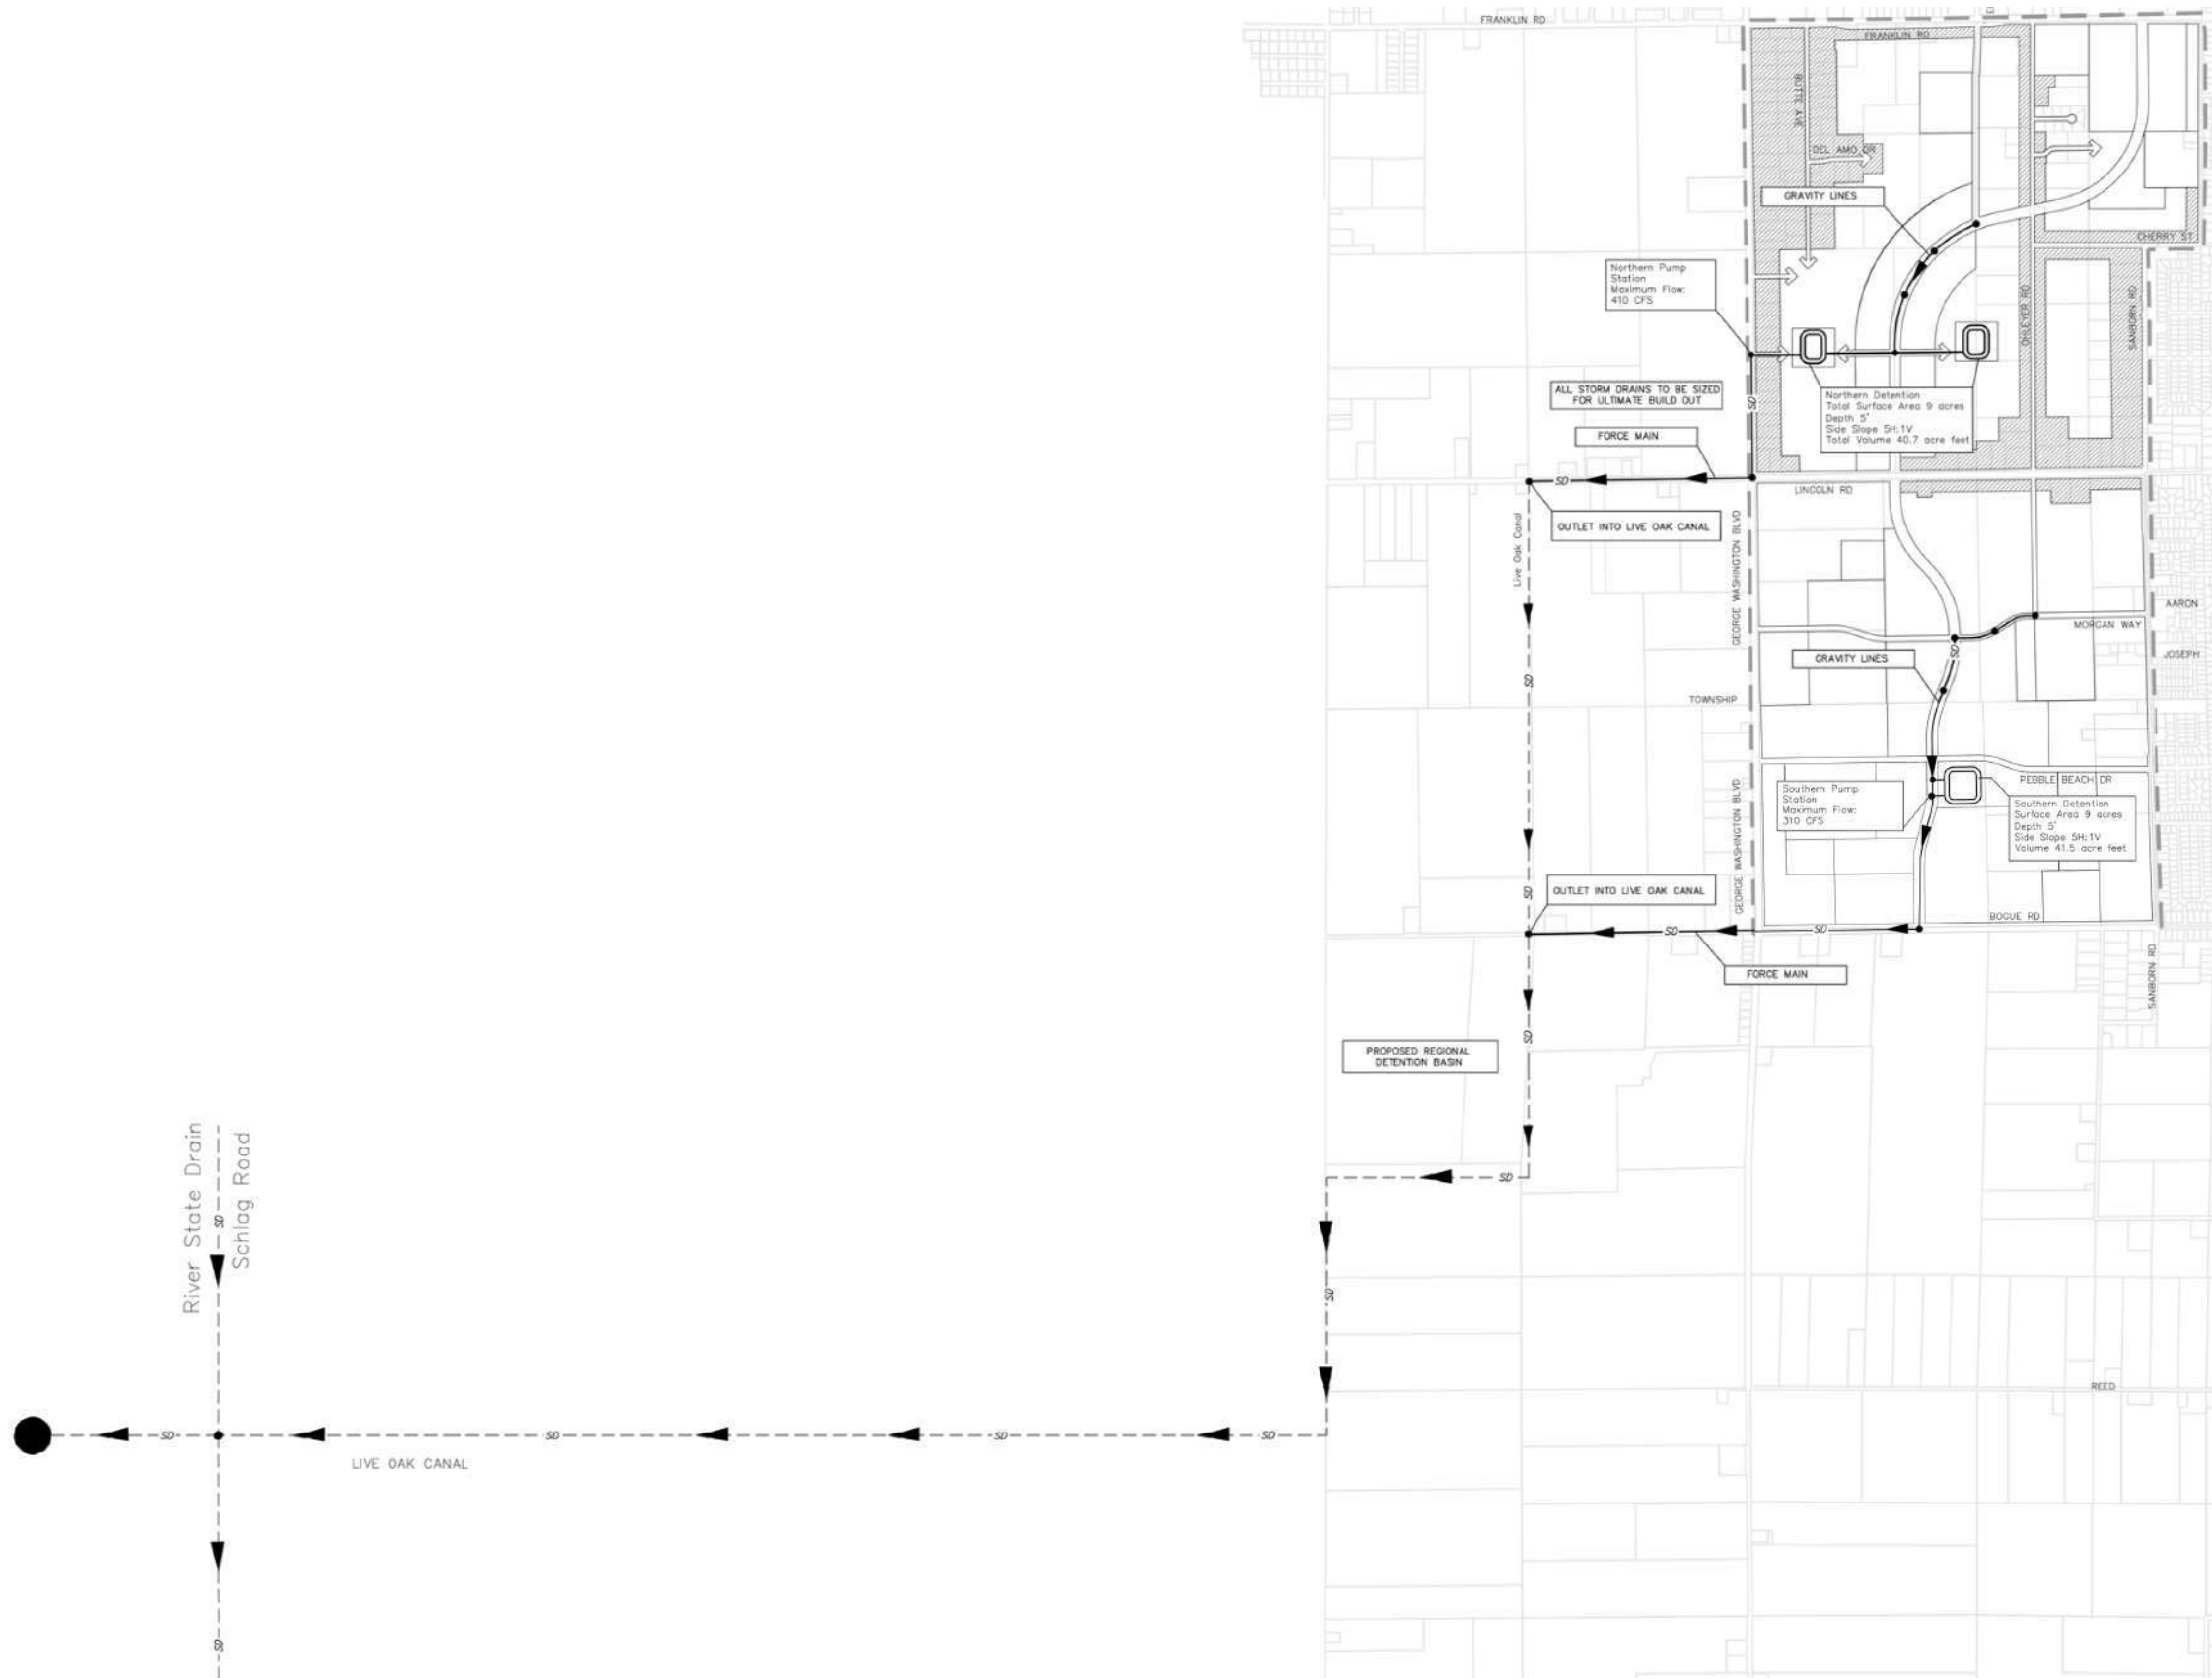 FRANKLIN RD
FRANKLIN RD
BUTTE AVE
DEL AMO DR
GRAVITY LINES
CHERRY ST
Northern Pump
Station
Maximum Flow:
410 CFS
OHLEYER RD
SANBORN RD
ALL STORM DRAINS TO BE SIZED
FOR ULTIMATE BUILD OUT
SD
Northern Detention
Total Surface Area 9 acres
Depth 5'
Side Slope 5H:1V
Total Volume 40.7 acre feet
FORCE MAIN
SD
LINCOLN RD
OUTLET INTO LIVE OAK CANAL
Live Oak Canal
GEORGE WASHINGTON BLVD
AARON
MORGAN WAY
SD
GRAVITY LINES
JOSEPH
SD
TOWNSHIP
PEBBLE BEACH DR
Southern Pump
Station
Maximum Flow:
310 CFS
Southern Detention
Surface Area 9 acres
Depth 5'
Side Slope 5H:1V
Volume 41.5 acre feet
GEORGE WASHINGTON BLVD
SD
OUTLET INTO LIVE OAK CANAL
BOGUE RD
SD
SD
FORCE MAIN
SANBORN RD
SD
PROPOSED REGIONAL
DETENTION BASIN
SD
River State Drain
SD
Schlag Road
SD
REED
SD
SD
SD
SD
LIVE OAK CANAL
SD